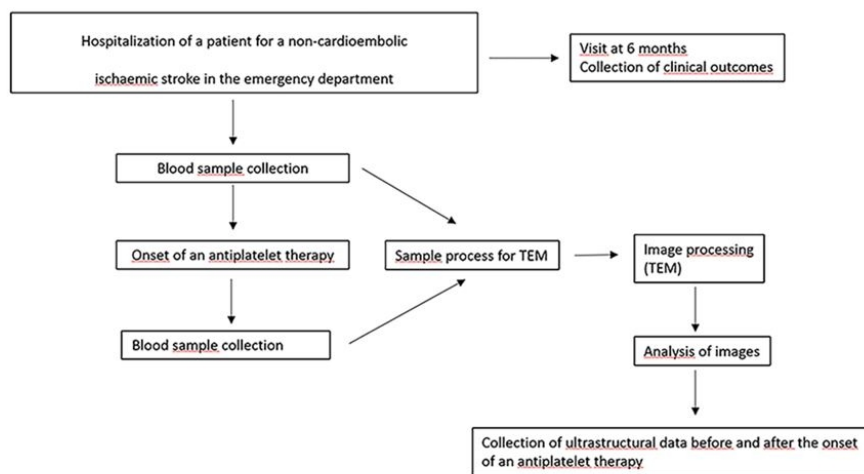 Hospitalization of a patient for a non-cardioembolic
ischaemic stroke in the emergency department
Visit at 6 months
Collection of clinical outcomes
Blood sample collection
Onset of an antiplatelet therapy
Sample process for TEM
Image processing
(TEM)
Blood sample collection
Analysis of images
Collection of ultrastructural data before and after the onset
of an antiplatelet therapy